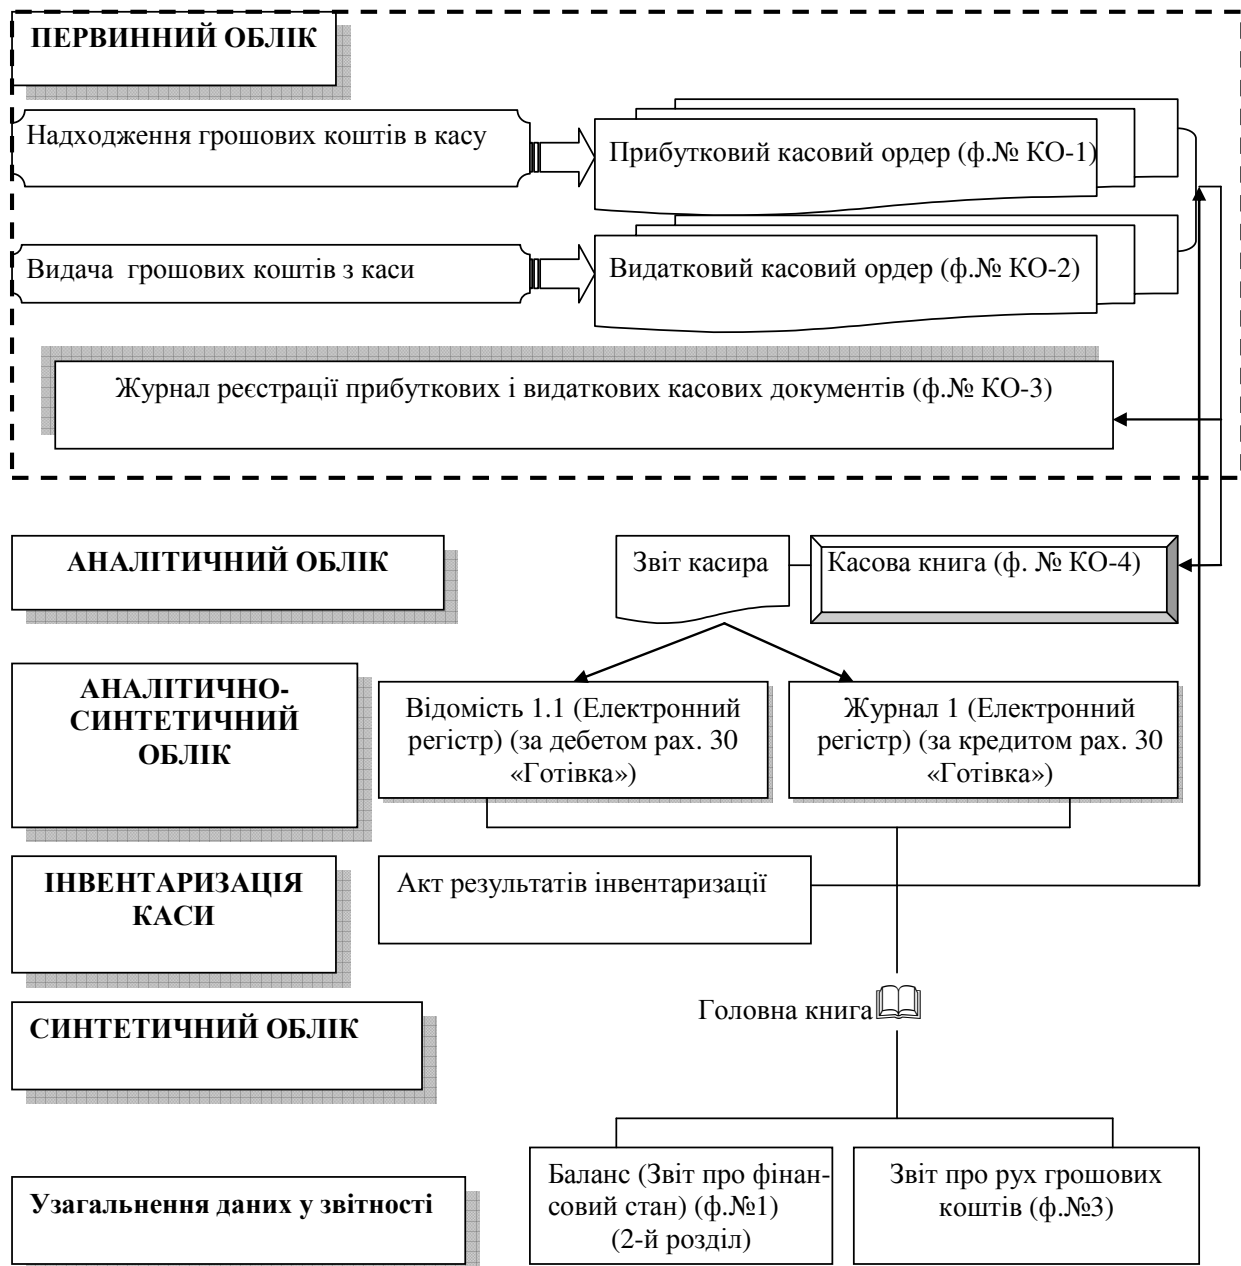 ПЕРВИННИЙ ОБЛІК
Надходження грошових коштів в касу
Прибутковий касовий ордер (ф.№ КО-1)
Видача грошових коштів з каси
Видатковий касовий ордер (ф.№ КО-2)
Журнал реєстрації прибуткових і видаткових касових документів (ф.№ КО-3)
АНАЛІТИЧНИЙ ОБЛІК
Звіт касира
Касова книга (ф. № КО-4)
АНАЛІТИЧНО-
СИНТЕТИЧНИЙ
ОБЛІК
Відомість 1.1 (Електронний
регістр) (за дебетом рах. 30
«Готівка»)
Журнал 1 (Електронний
регістр) (за кредитом рах. 30
«Готівка»)
ІНВЕНТАРИЗАЦІЯ
КАСИ
Акт результатів інвентаризації
Головна книга
СИНТЕТИЧНИЙ ОБЛІК
Узагальнення даних у звітності
Баланс (Звіт про фінан-
совий стан) (ф.№1)
(2-й розділ)
Звіт про рух грошових
коштів (ф.№3)